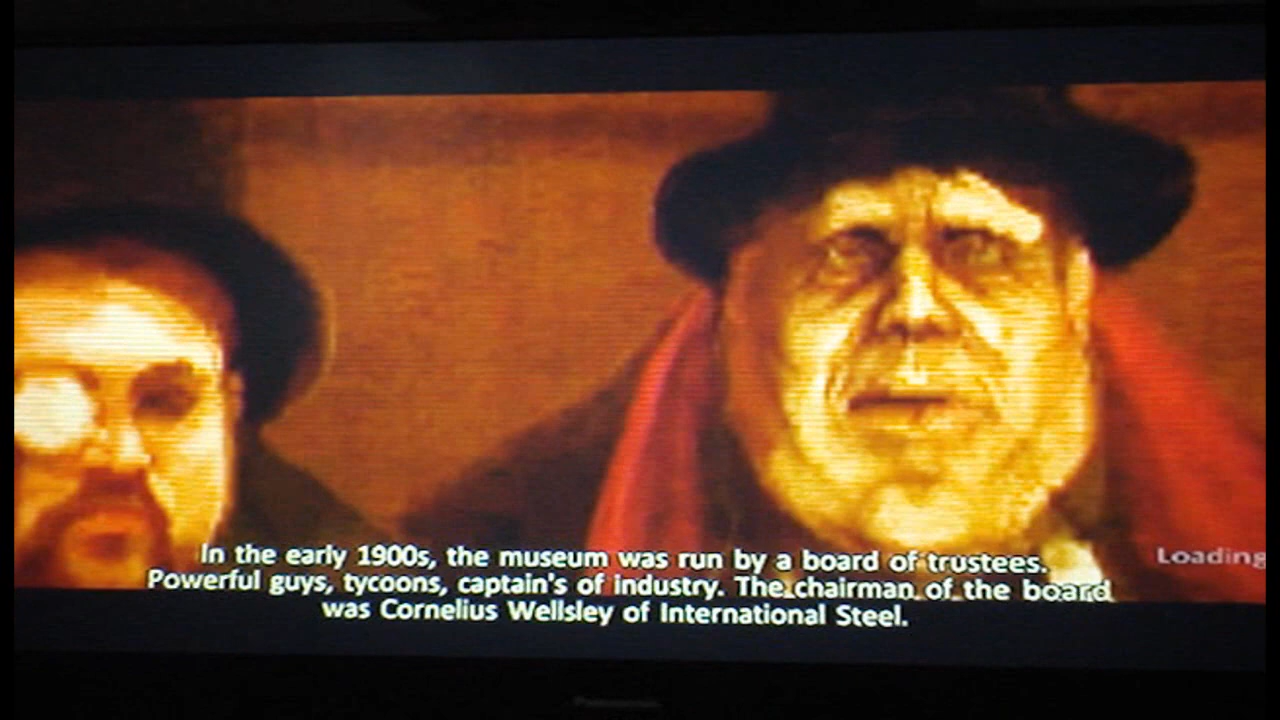 In the early 1900s, the museum was run by a board of trustees.
Powerful guys, tycoons, captain's of industry. The chairman of the board
was Cornelius Wellsley of International Steel.
Loading
Panasonic